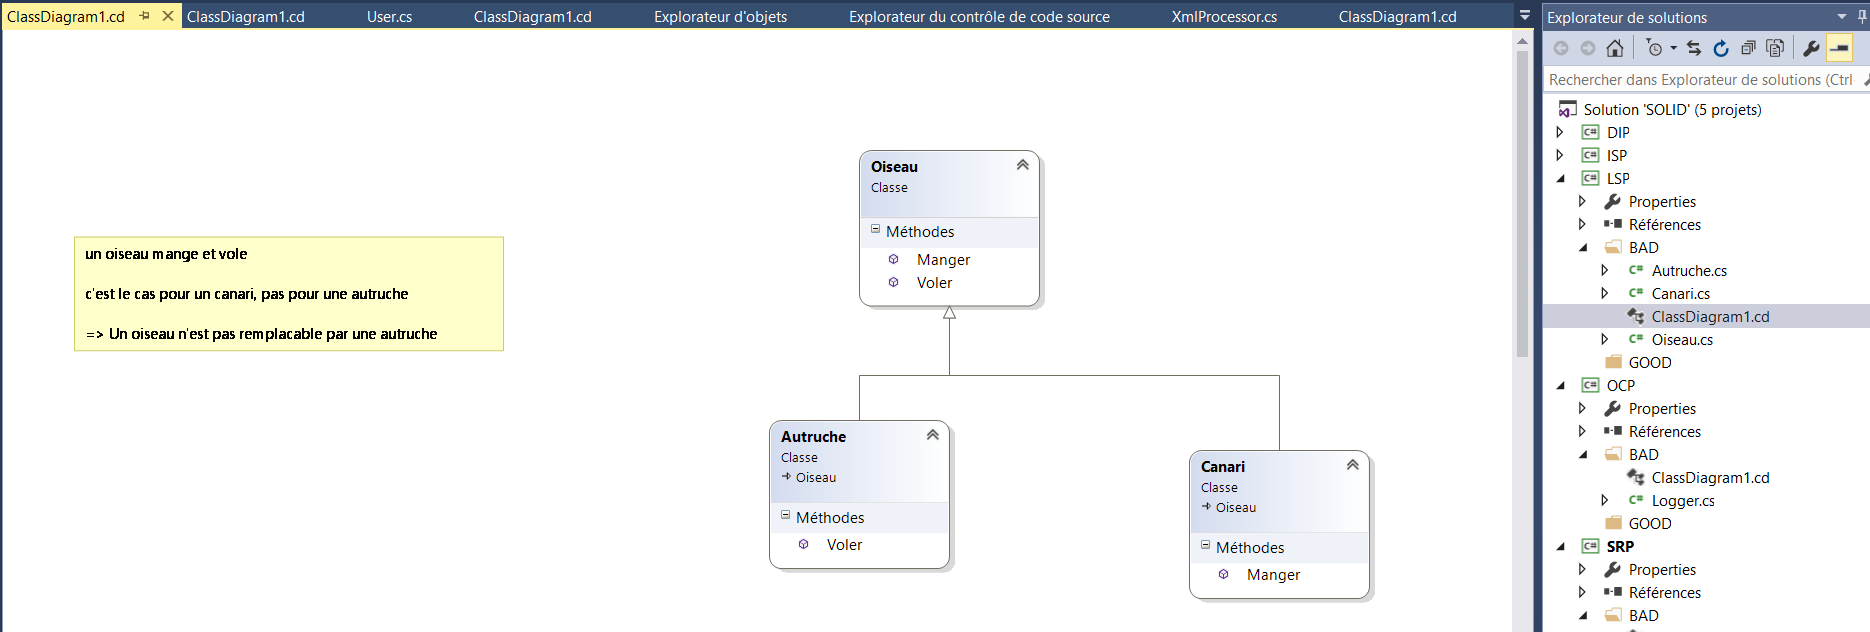 ClassDiagram1.cd
ClassDiagram1.cd
User.cs
ClassDiagram1.cd
Explorateur d'objets
Explorateur du contrôle de code source
XmlProcessor.cs
ClassDiagram1.cd
un oiseau mange et vole
c'est le cas pour un canari, pas pour une autruche
=> Un oiseau n'est pas remplacable par une autruche
Oiseau
Classe
Méthodes
Manger
Voler
Autruche
Classe
Oiseau
Méthodes
Voler
Canari
Classe
Oiseau
Méthodes
Manger
Explorateur de solutions
Rechercher dans Explorateur de solutions (Ctrl
Solution 'SOLID' (5 projets)
C# DIP
C# ISP
C# LSP
Properties
Références
BAD
C# Autruche.cs
C# Canari.cs
ClassDiagram1.cd
C# Oiseau.cs
GOOD
C# OCP
Properties
Références
BAD
ClassDiagram1.cd
C# Logger.cs
GOOD
C# SRP
Properties
Références
BAD